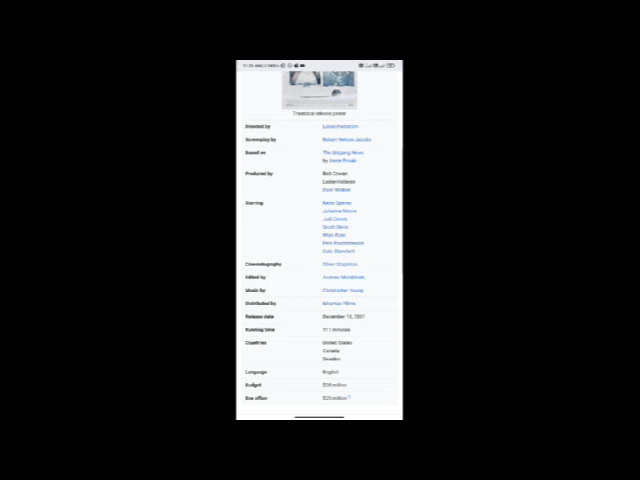 Theatrical release poster
Directed by
Lasse Hallström
Screenplay by
Robert Nelson Jacobs
Based on
The Shipping News
by Annie Proulx
Produced by
Rob Cowan
Leslie Holleran
Irwin Winkler
Starring
Kevin Spacey
Julianne Moore
Judi Dench
Scott Glenn
Rhys Ifans
Pete Postlethwaite
Cate Blanchett
Cinematography
Oliver Stapleton
Edited by
Andrew Mondshein
Music by
Christopher Young
Distributed by
Miramax Films
Release date
December 18, 2001
Running time
111 minutes
Countries
United States
Canada
Sweden
Language
English
Budget
$38 million
Box office
$25 million